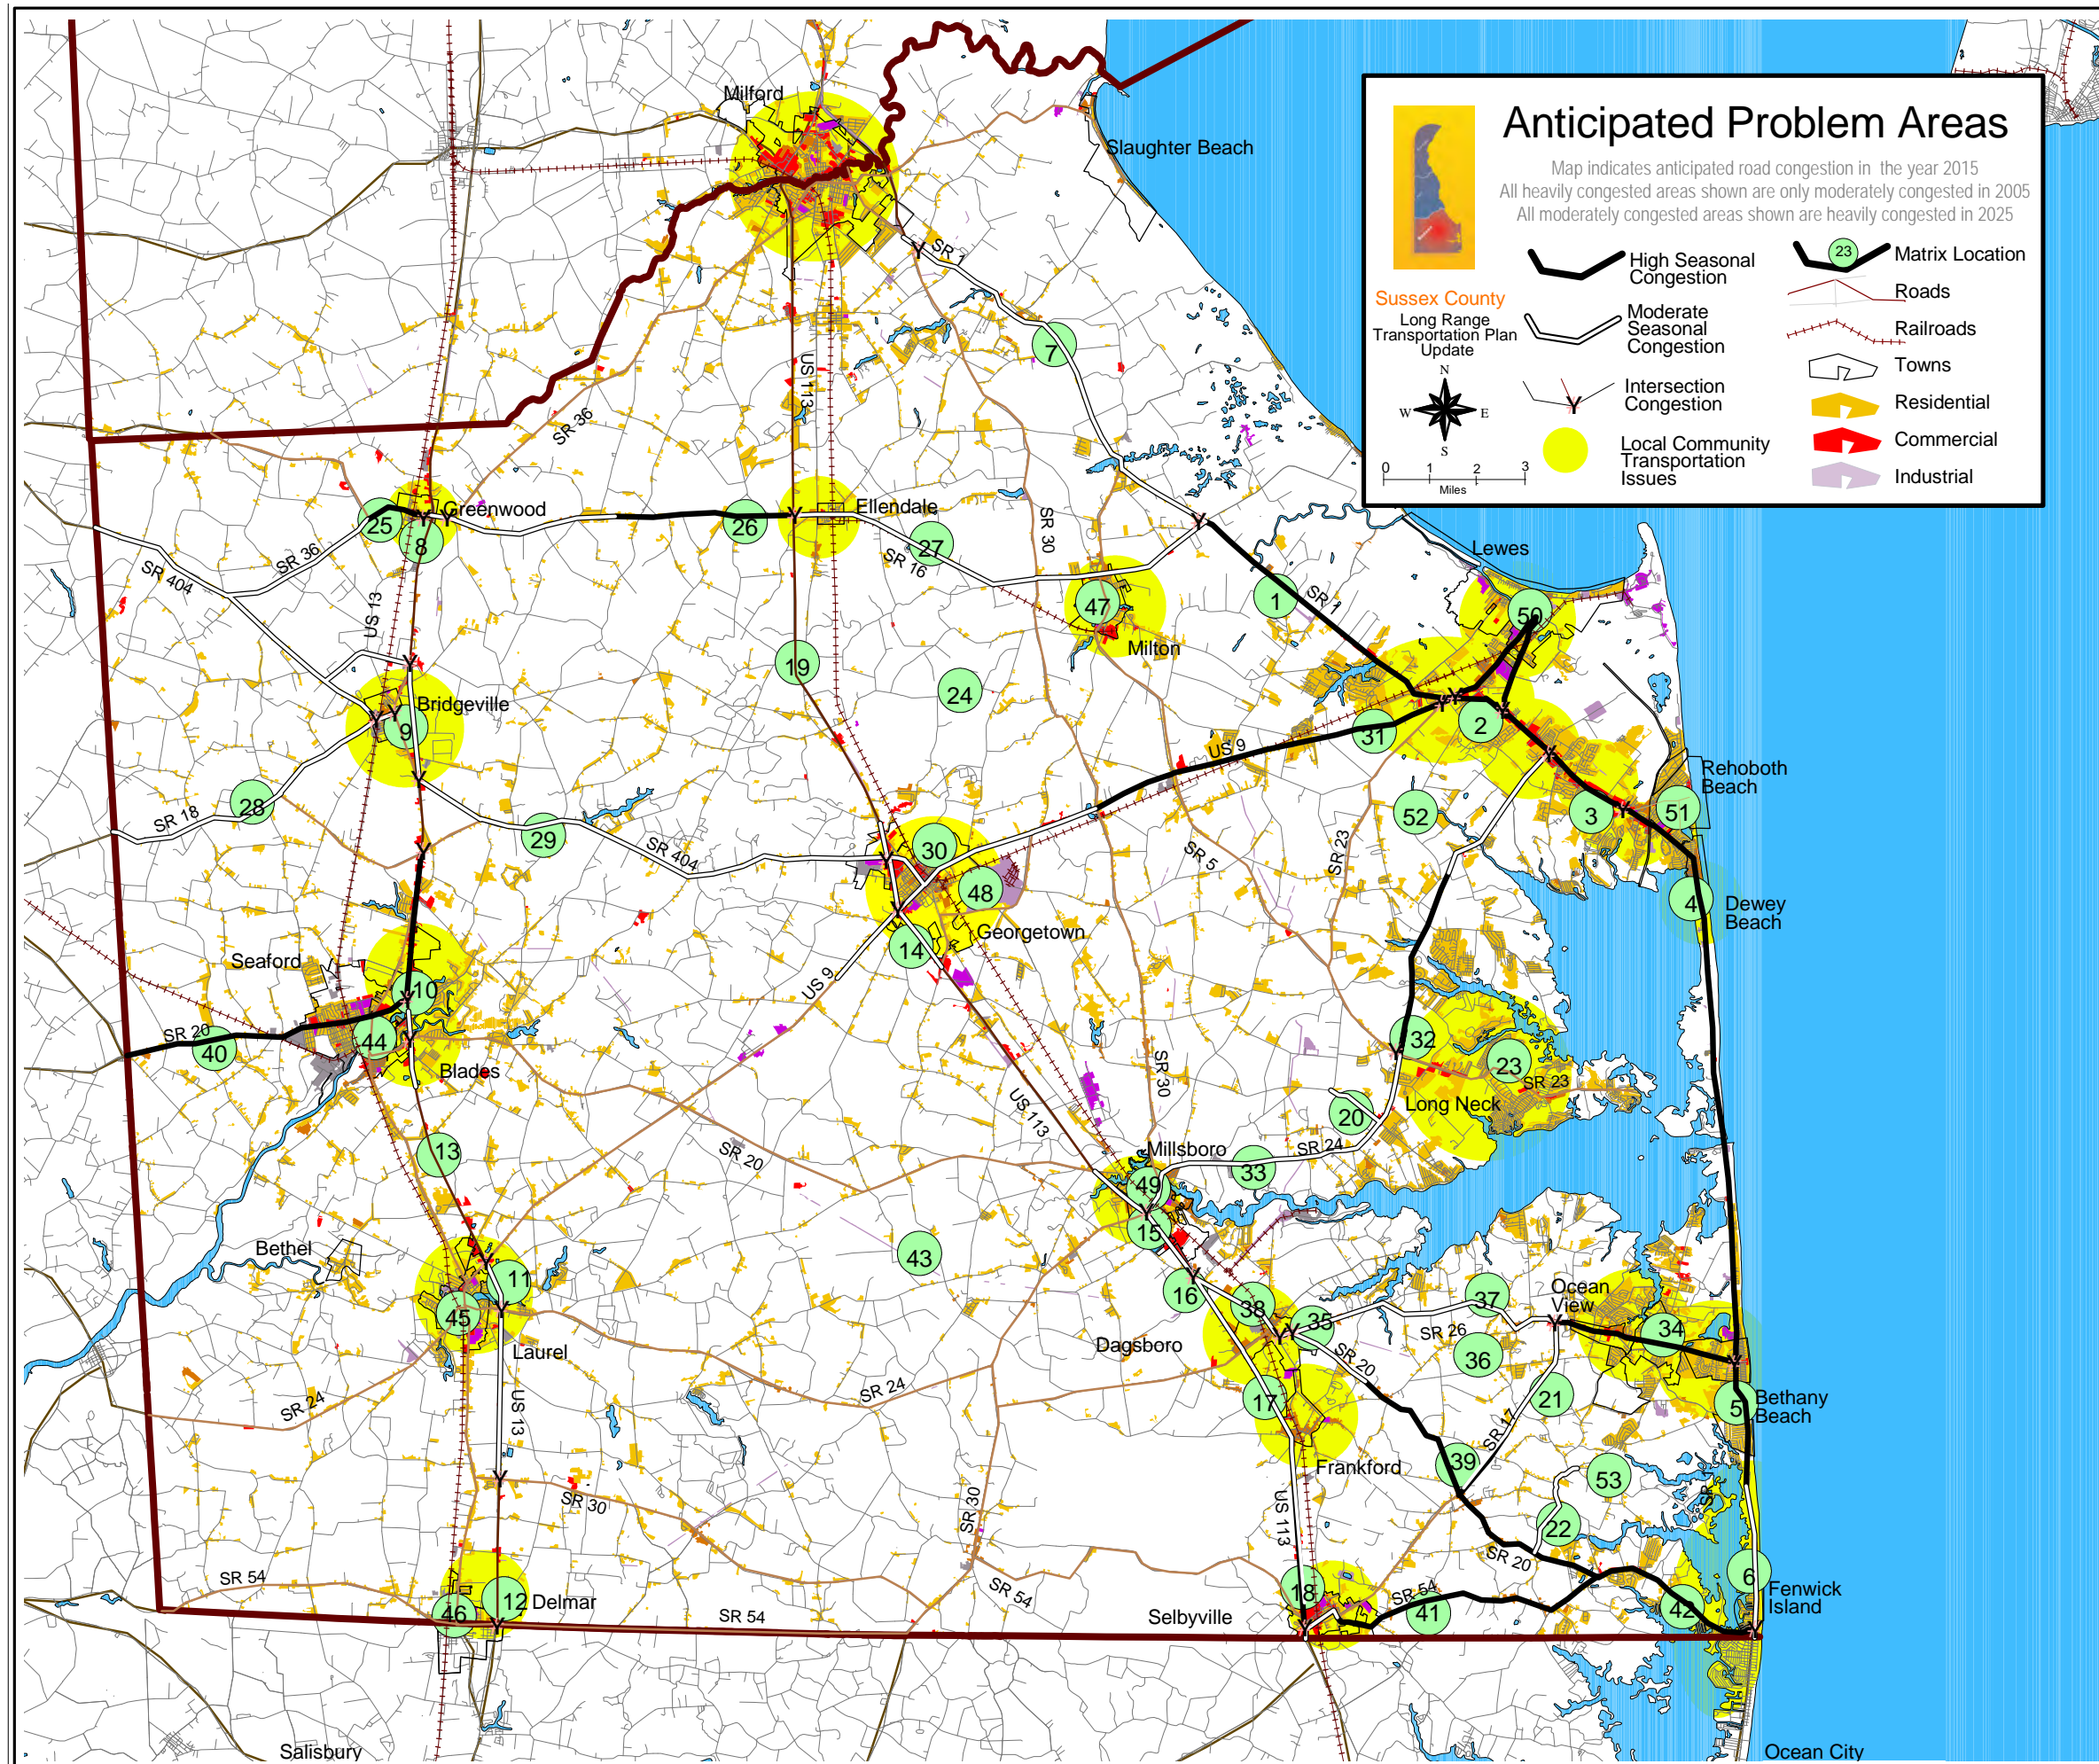 Anticipated Problem Areas
Map indicates anticipated road congestion in the year 2015
All heavily congested areas shown are only moderately congested in 2005
All moderately congested areas shown are heavily congested in 2025
Sussex County
Long Range
Transportation Plan
Update
N
W E
S
0 1 2 3
Miles
High Seasonal
Congestion
Moderate
Seasonal
Congestion
Intersection
Congestion
Local Community
Transportation
Issues
23
Matrix Location
Roads
Railroads
Towns
Residential
Commercial
Industrial
Milford
Slaughter Beach
SR 1
7
US 113
SR 36
Greenwood
25
8
26
Ellendale
27
SR 16
SR 30
SR 36
SR 404
US 13
47
Milton
1
SR 1
Lewes
50
19
24
Bridgeville
9
31
2
US 9
Rehoboth
Beach
28
SR 18
29
SR 404
30
48
52
3
51
SR 5
SR 23
4
Dewey
Beach
Georgetown
14
US 9
Seaford
10
SR 20
40
44
Blades
32
23
SR 23
Long Neck
20
SR 30
US 113
13
SR 20
Millsboro
SR 24
33
49
15
Bethel
43
11
45
Laurel
16
38
35
37
Ocean
View
34
SR 26
36
Dagsboro
SR 20
SR 24
SR 24
US 13
17
21
5
Bethany
Beach
SR 17
39
Frankford
53
SR 1
SR 30
SR 30
US 113
22
SR 20
SR 54
SR 54
18
SR 54
41
42
6
Fenwick
Island
46
12
Delmar
SR 54
Selbyville
Salisbury
Ocean City